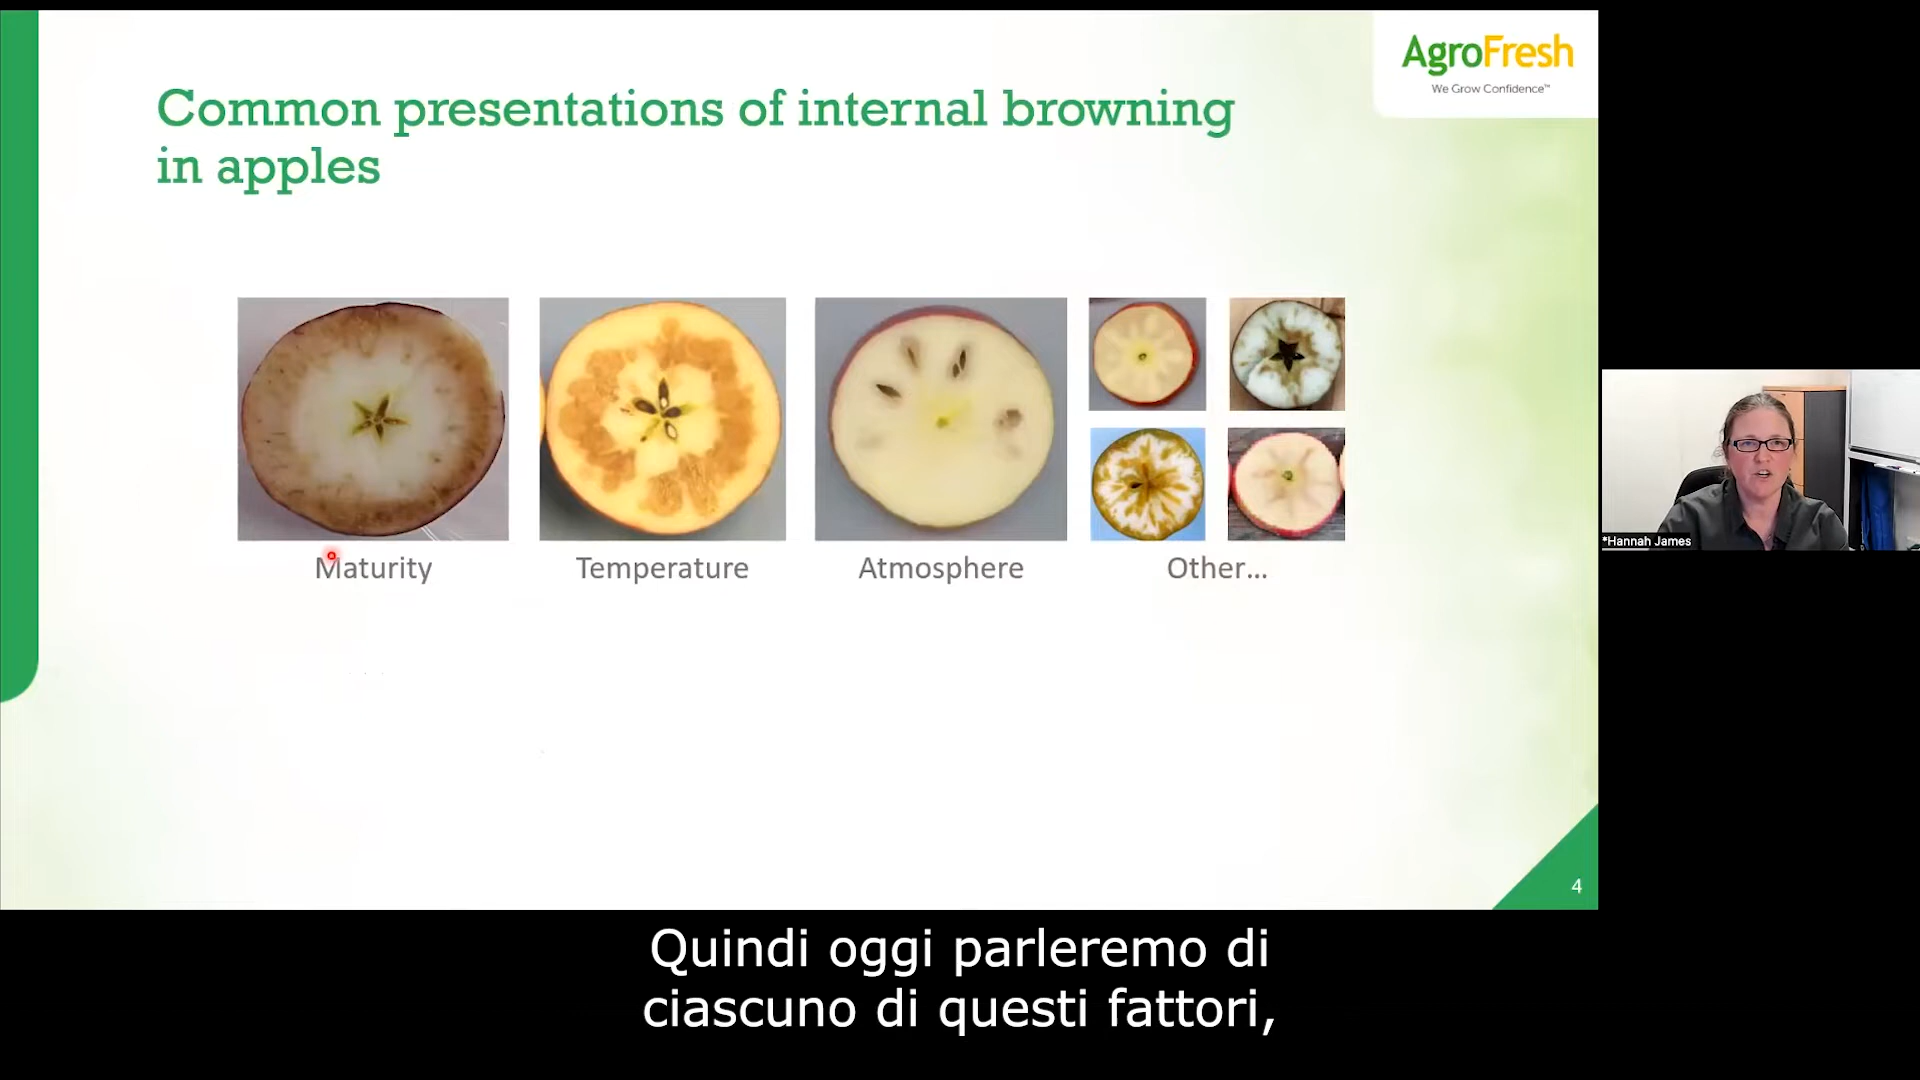 AgroFresh
We Grow Confidence™
Common presentations of internal browning
in apples
Maturity
Temperature
Atmosphere
Other...
*Hannah James
4
Quindi oggi parleremo di
ciascuno di questi fattori,